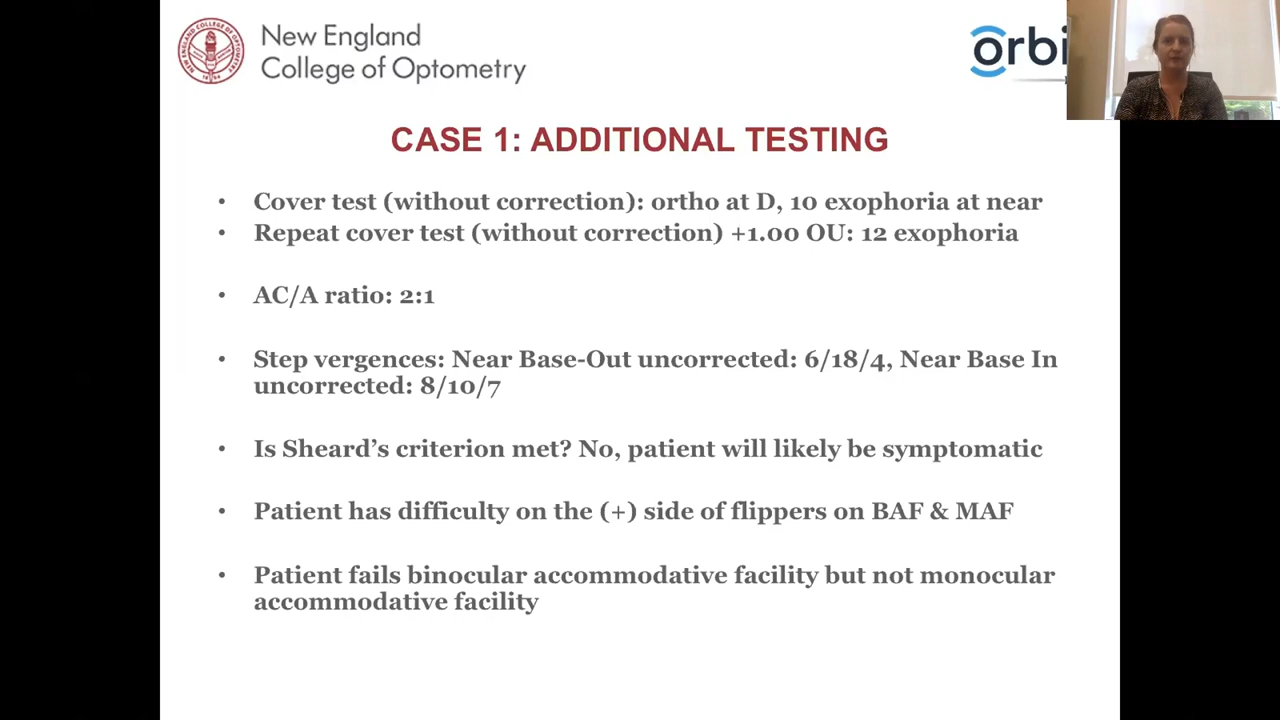 New England
College of Optometry
orbi
CASE 1: ADDITIONAL TESTING
• Cover test (without correction): ortho at D, 10 exophoria at near
• Repeat cover test (without correction) +1.00 OU: 12 exophoria
• AC/A ratio: 2:1
• Step vergences: Near Base-Out uncorrected: 6/18/4, Near Base In
uncorrected: 8/10/7
• Is Sheard's criterion met? No, patient will likely be symptomatic
• Patient has difficulty on the (+) side of flippers on BAF & MAF
• Patient fails binocular accommodative facility but not monocular
accommodative facility